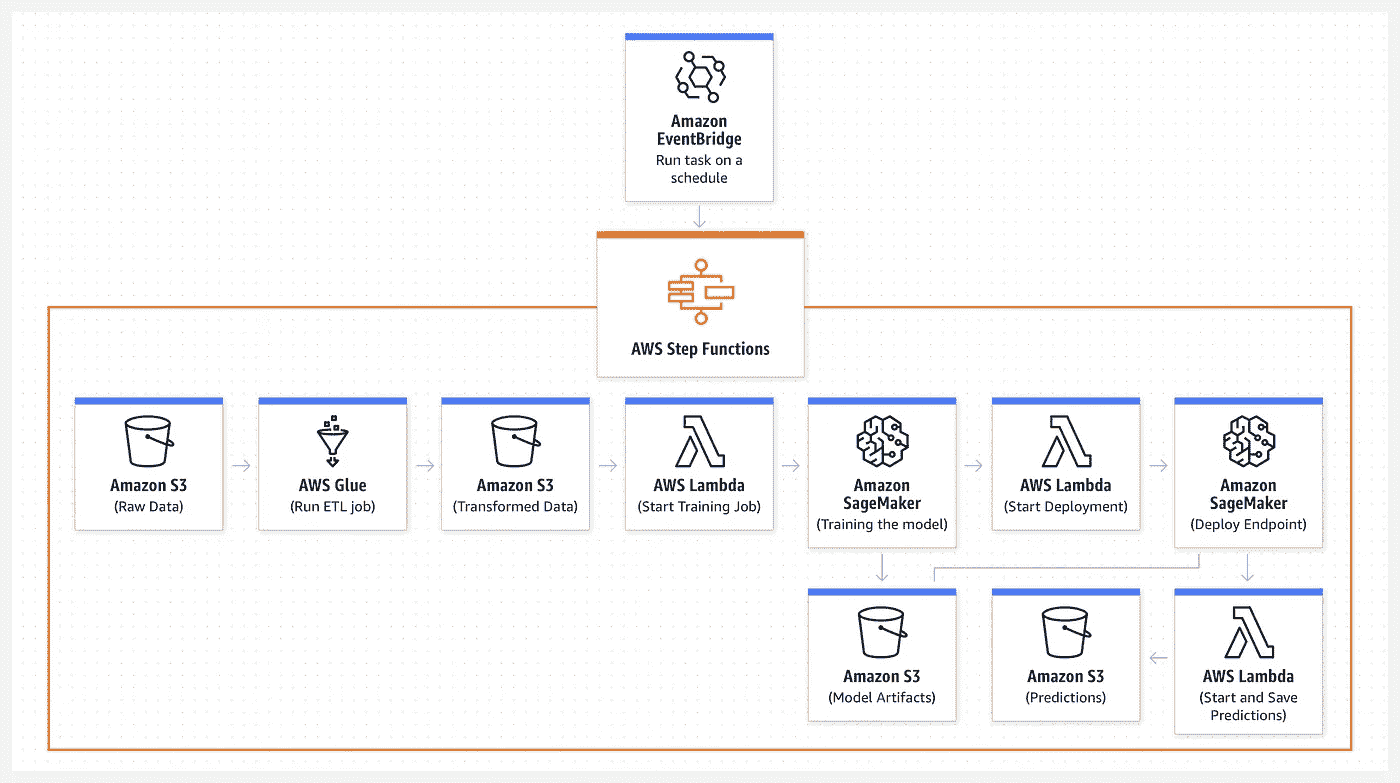 Amazon
EventBridge
Run task on a
schedule
AWS Step Functions
Amazon S3
(Raw Data)
AWS Glue
(Run ETL job)
Amazon S3
(Transformed Data)
AWS Lambda
(Start Training Job)
Amazon
SageMaker
(Training the model)
AWS Lambda
(Start Deployment)
Amazon
SageMaker
(Deploy Endpoint)
Amazon S3
(Model Artifacts)
Amazon S3
(Predictions)
AWS Lambda
(Start and Save
Predictions)